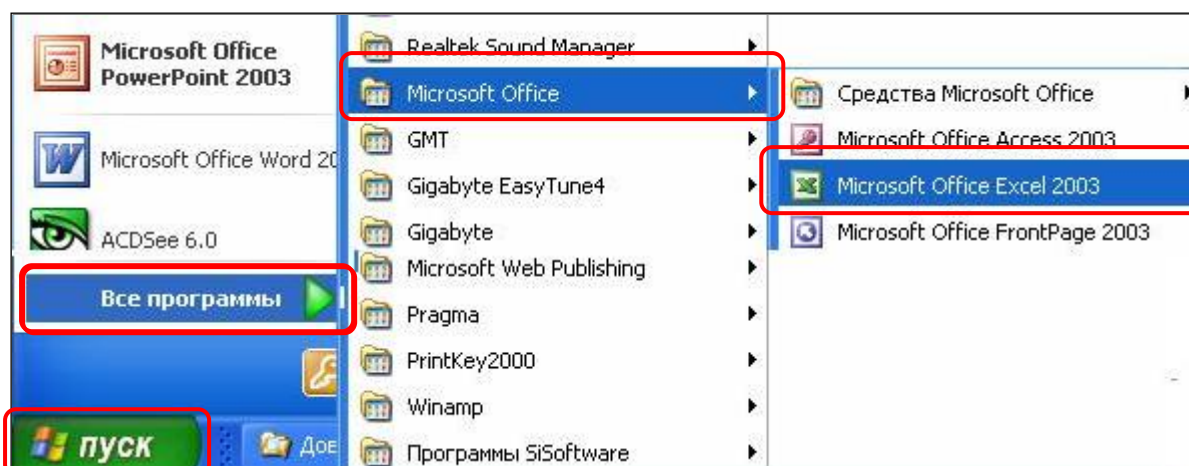 Microsoft Office
PowerPoint 2003
Microsoft Office Word 20
ACDSee 6.0
Все программы
пуск
Дов
Realtek Sound Manager
Microsoft Office
GMT
Gigabyte EasyTune4
Gigabyte
Microsoft Web Publishing
Pragma
PrintKey2000
Winamp
Программы SiSoftware
Средства Microsoft Office
Microsoft Office Access 2003
Microsoft Office Excel 2003
Microsoft Office FrontPage 2003